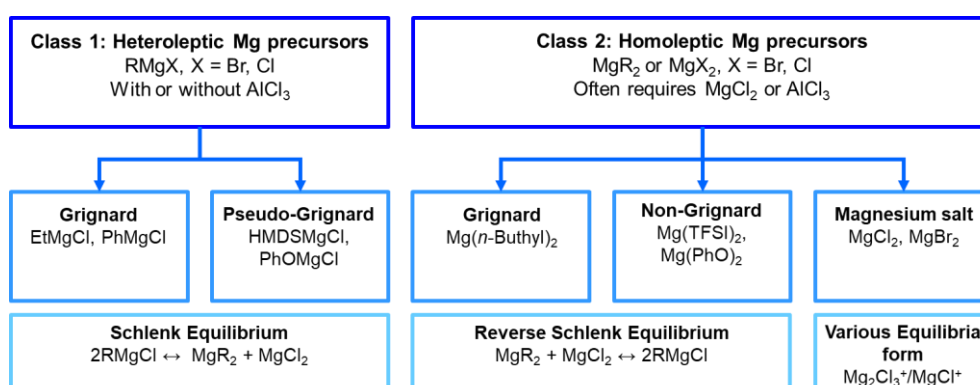 Class 1: Heteroleptic Mg precursors
RMgX, X = Br, Cl
With or without AlCl₃
Class 2: Homoleptic Mg precursors
MgR₂ or MgX₂, X = Br, Cl
Often requires MgCl₂ or AlCl₃
Grignard
EtMgCl, PhMgCl
Pseudo-Grignard
HMDSMgCl,
PhOMgCl
Grignard
Mg(n-Buthyl)₂
Non-Grignard
Mg(TFSI)₂,
Mg(PhO)₂
Magnesium salt
MgCl₂, MgBr₂
Schlenk Equilibrium
2RMgCl ↔ MgR₂ + MgCl₂
Reverse Schlenk Equilibrium
MgR₂ + MgCl₂ ↔ 2RMgCl
Various Equilibria
form
Mg₂Cl₃⁺/MgCl⁺